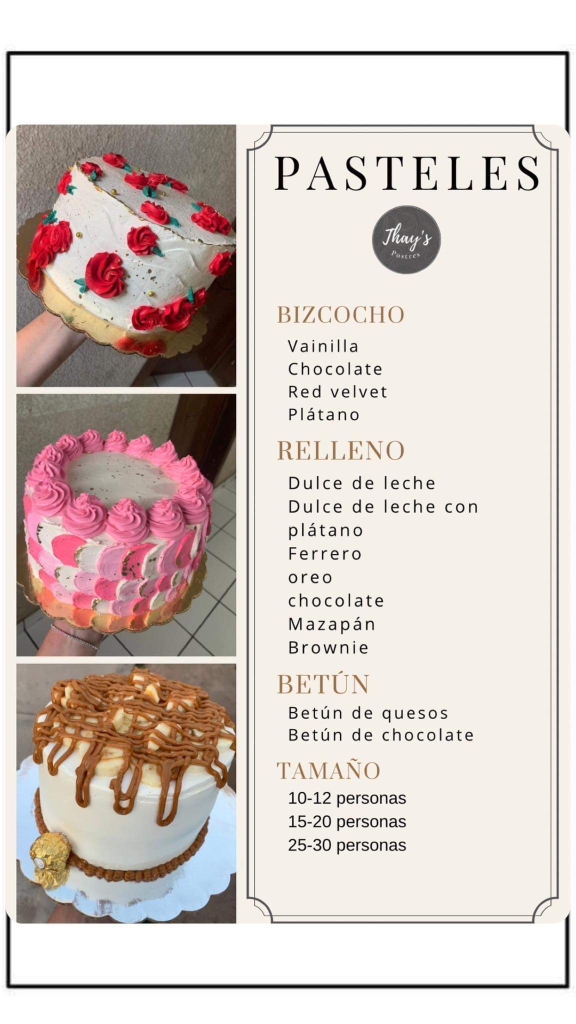 PASTELES
Thay's
Postres
BIZCOCHO
Vainilla
Chocolate
Red velvet
Plátano
RELLENO
Dulce de leche
Dulce de leche con
plátano
Ferrero
oreo
chocolate
Mazapán
Brownie
BETÚN
Betún de quesos
Betún de chocolate
TAMAÑO
10-12 personas
15-20 personas
25-30 personas